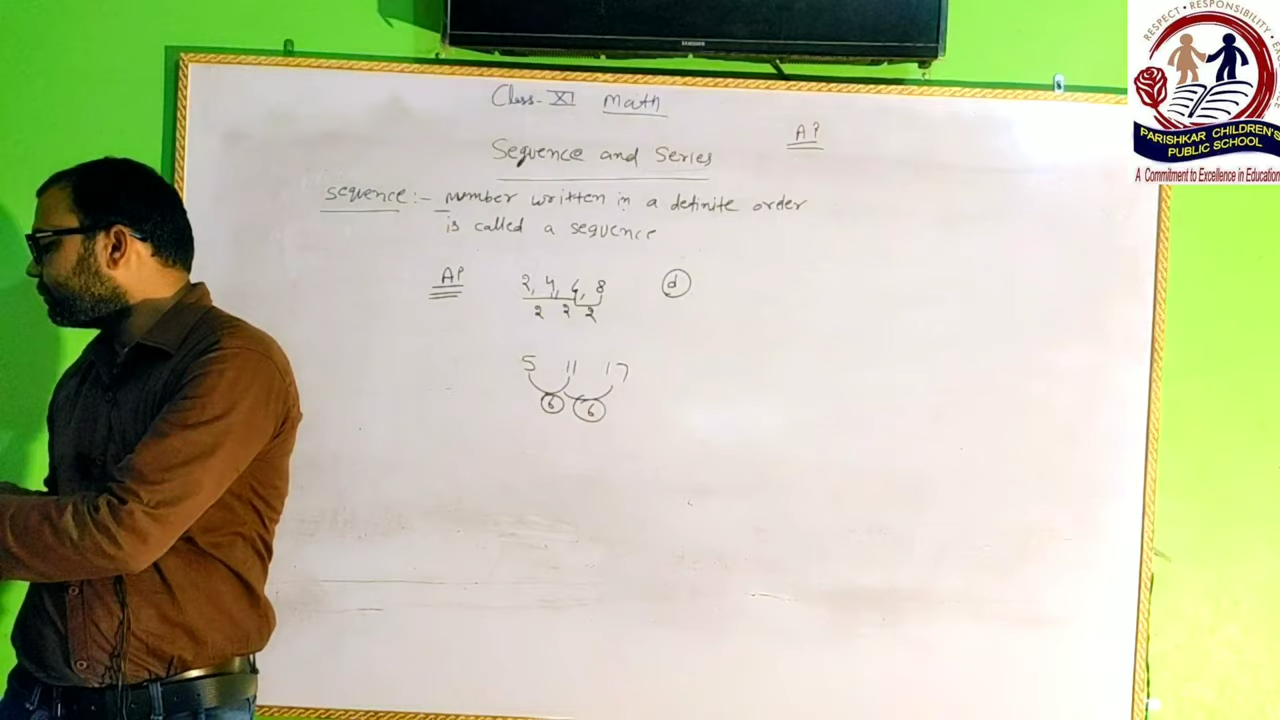 SAMSUNG
Class-XI Math
AP
Sequence and Series
Sequence:- Number written in a definite order
is called a sequence
AP 2, 4, 6, 8 d
2 2 2
5 11 17
6 6
RESPECT • RESPONSIBILITY •
PARISHKAR CHILDREN'S
PUBLIC SCHOOL
A Commitment to Excellence in Education